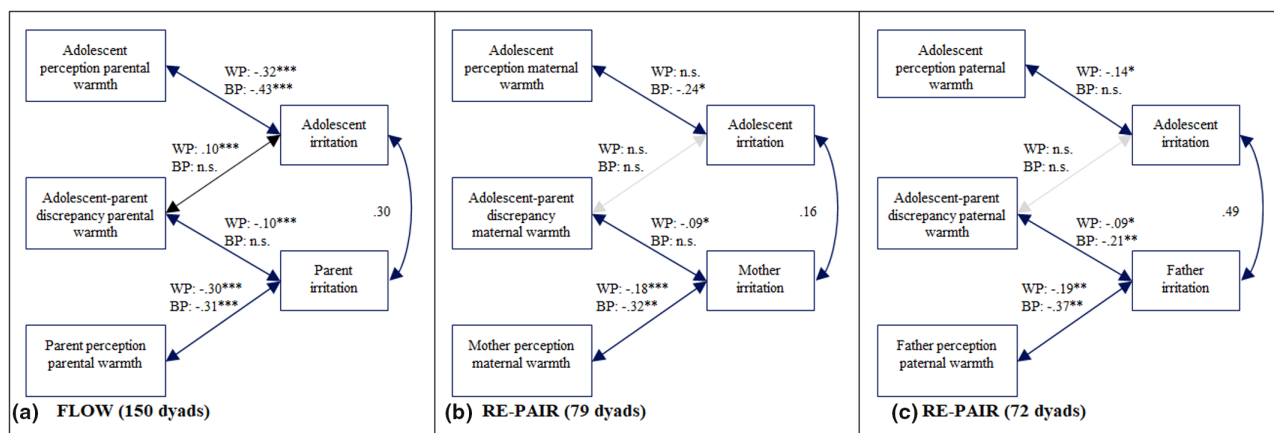 Adolescent
perception parental
warmth
WP: -.32***
BP: -.43***
Adolescent
irritation
WP: .10***
BP: n.s.
Adolescent-parent
discrepancy parental
warmth
.30
WP: -.10***
BP: n.s.
Parent
irritation
WP: -.30***
BP: -.31***
Parent perception
parental warmth
(a) FLOW (150 dyads)
Adolescent
perception maternal
warmth
WP: n.s.
BP: -.24*
Adolescent
irritation
WP: n.s.
BP: n.s.
Adolescent-parent
discrepancy
maternal warmth
.16
WP: -.09*
BP: n.s.
Mother
irritation
WP: -.18***
BP: -.32**
Mother perception
maternal warmth
(b) RE-PAIR (79 dyads)
Adolescent
perception paternal
warmth
WP: -.14*
BP: n.s.
Adolescent
irritation
WP: n.s.
BP: n.s.
Adolescent-parent
discrepancy paternal
warmth
.49
WP: -.09*
BP: -.21**
Father
irritation
WP: -.19**
BP: -.37**
Father perception
paternal warmth
(c) RE-PAIR (72 dyads)